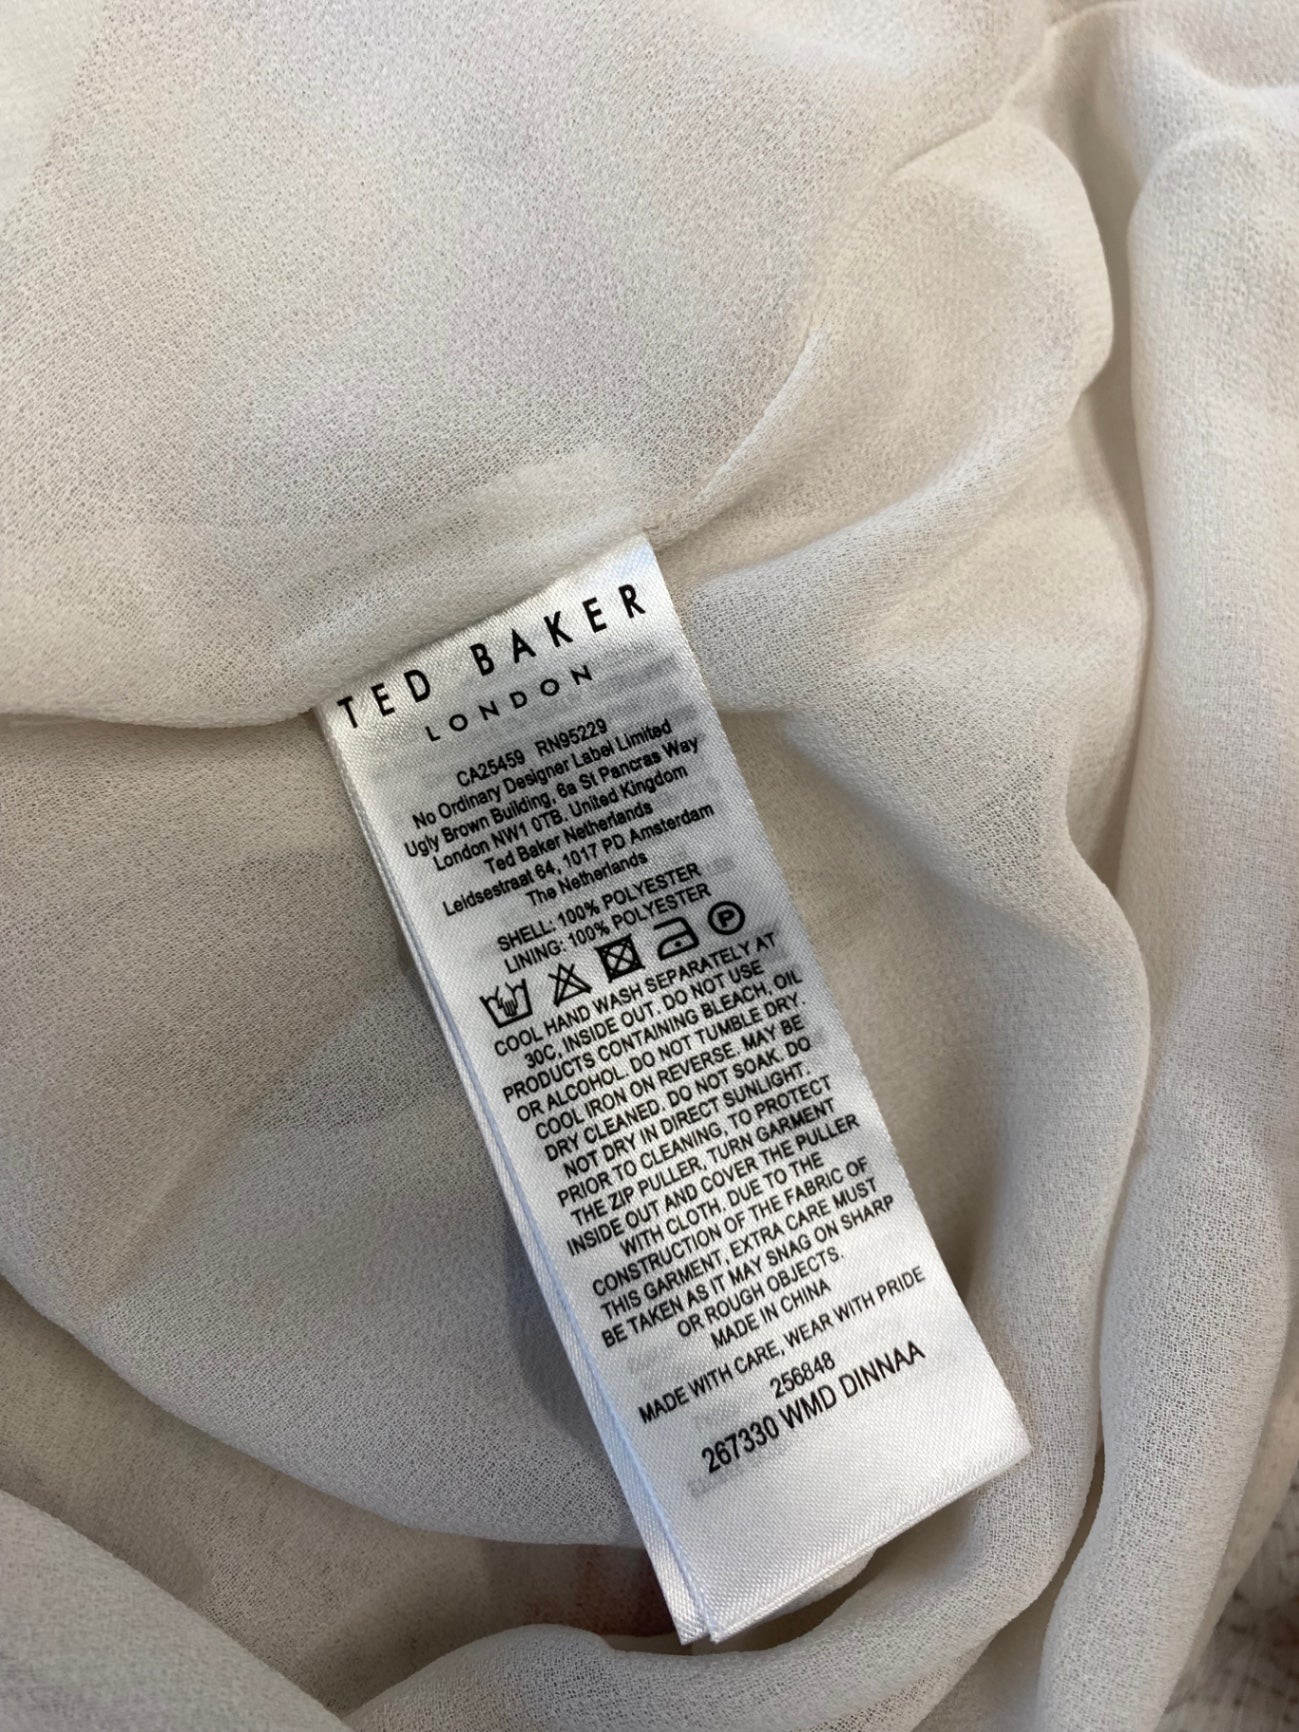 TED BAKER
LONDON
CA25459 RN95229
No Ordinary Designer Label Limited
Ugly Brown Building, 6a St Pancras Way
London NW1 0TB. United Kingdom
Ted Baker Netherlands
Leidsestraat 64, 1017 PD Amsterdam
The Netherlands
SHELL: 100% POLYESTER
LINING: 100% POLYESTER
P
COOL HAND WASH SEPARATELY AT
30C, INSIDE OUT. DO NOT USE
PRODUCTS CONTAINING BLEACH, OIL
OR ALCOHOL. DO NOT TUMBLE DRY.
COOL IRON ON REVERSE. MAY BE
DRY CLEANED. DO NOT SOAK. DO
NOT DRY IN DIRECT SUNLIGHT.
PRIOR TO CLEANING, TO PROTECT
THE ZIP PULLER, TURN GARMENT
INSIDE OUT AND COVER THE PULLER
WITH CLOTH. DUE TO THE
CONSTRUCTION OF THE FABRIC OF
THIS GARMENT, EXTRA CARE MUST
BE TAKEN AS IT MAY SNAG ON SHARP
OR ROUGH OBJECTS.
MADE IN CHINA
MADE WITH CARE, WEAR WITH PRIDE
256848
267330 WMD DINNAA